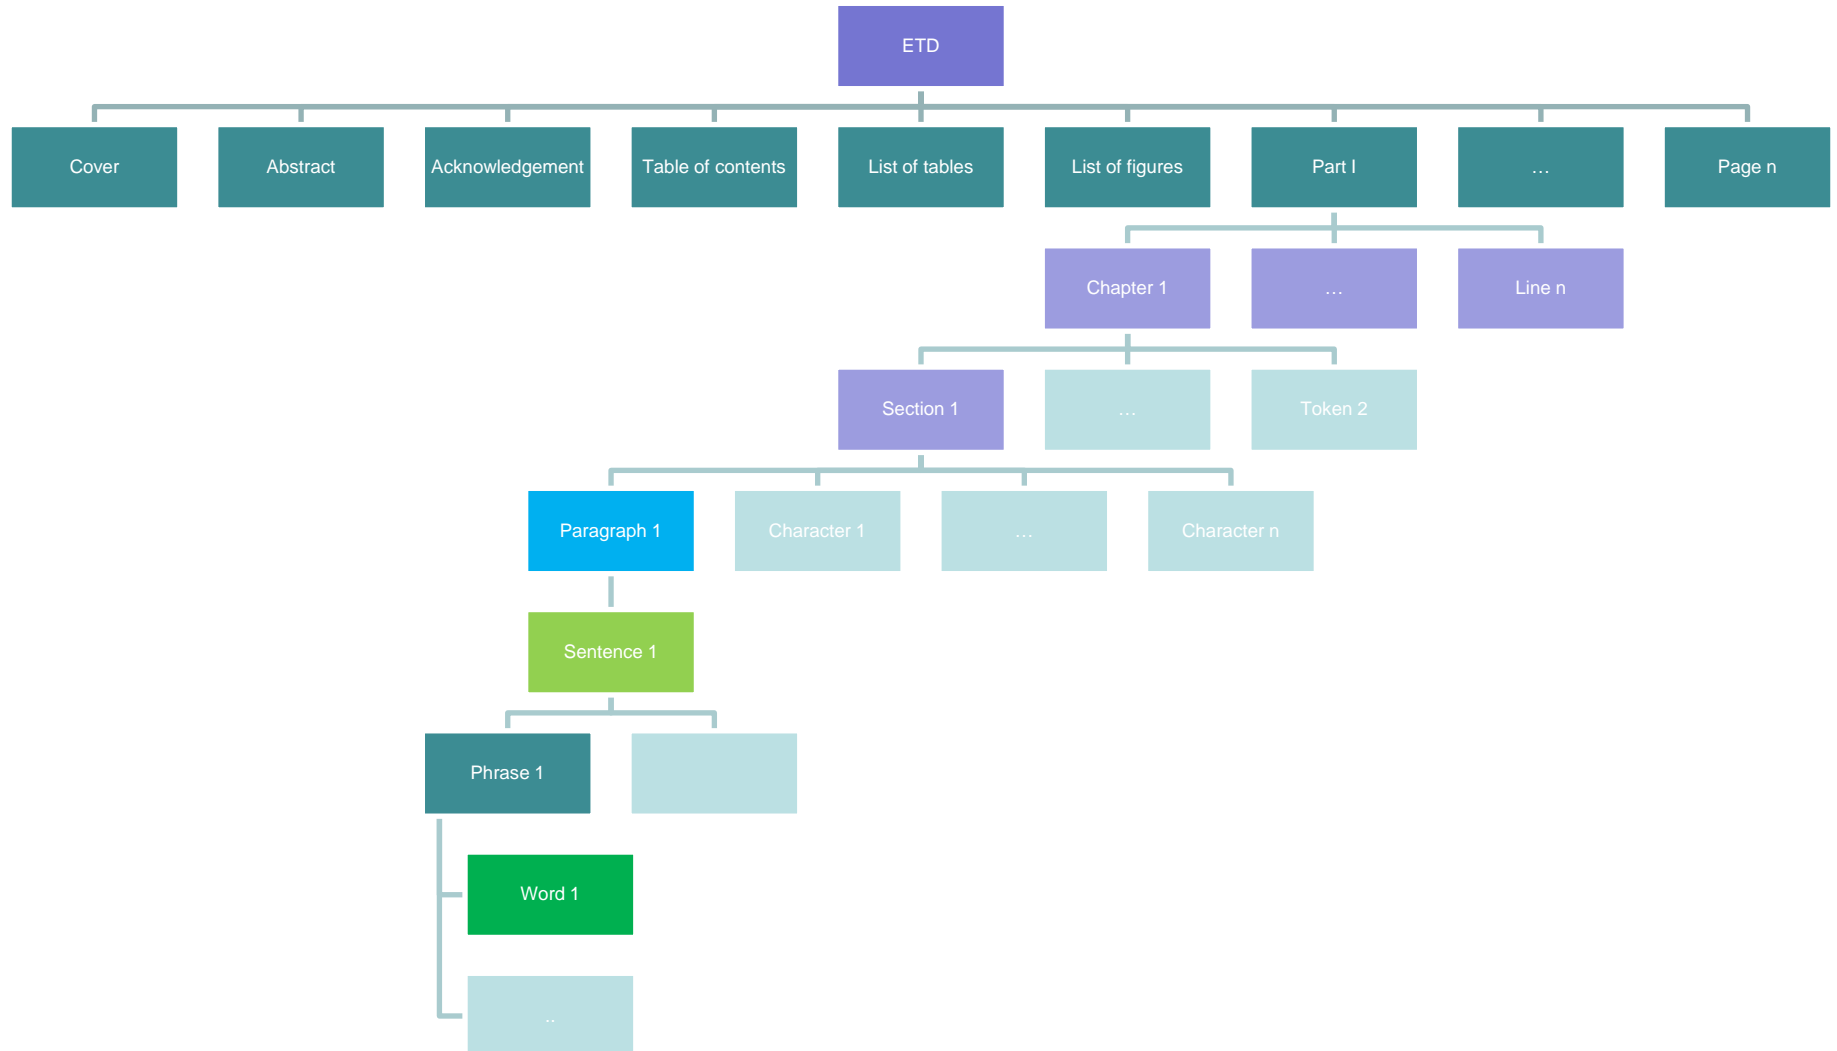 ETD
Cover
Abstract
Acknowledgement
Table of contents
List of tables
List of figures
Part I
…
Page n
Chapter 1
…
Line n
Section 1
…
Token 2
Paragraph 1
Character 1
…
Character n
Sentence 1
Phrase 1
Word 1
..